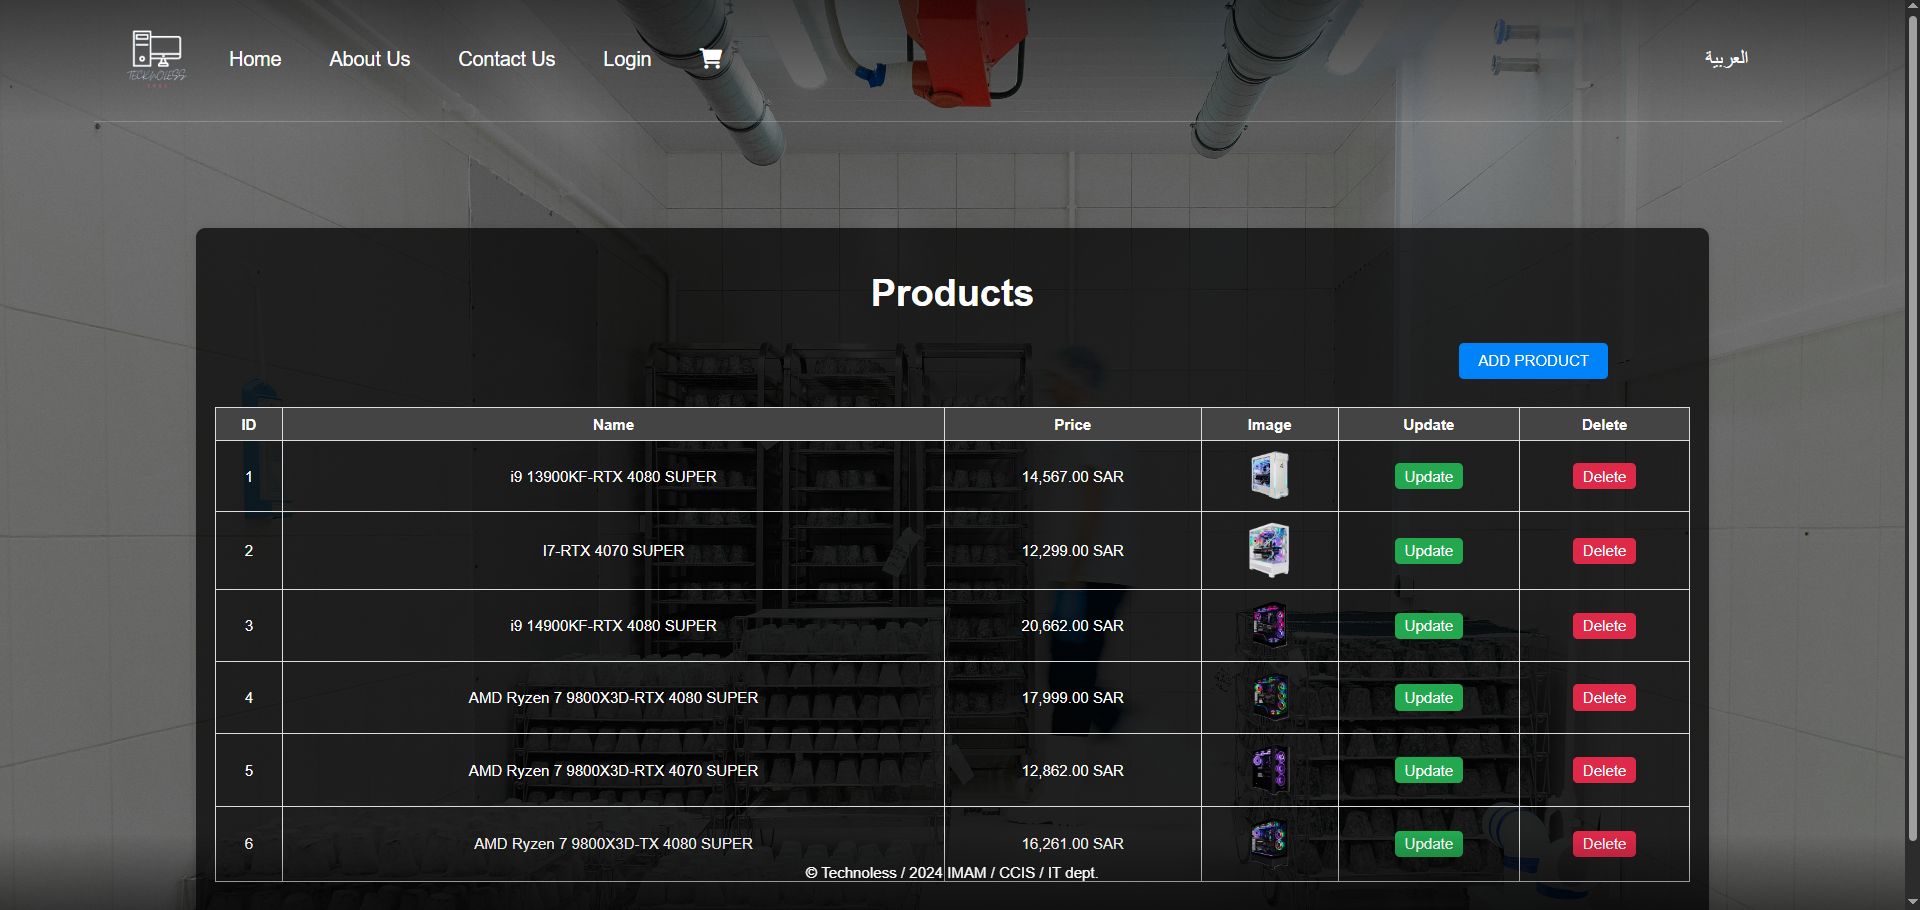 TECKNOLESS
Home
About Us
Contact Us
Login
العربية
Products
ADD PRODUCT
ID Name Price Image Update Delete
1 i9 13900KF-RTX 4080 SUPER 14,567.00 SAR Update Delete
2 I7-RTX 4070 SUPER 12,299.00 SAR Update Delete
3 i9 14900KF-RTX 4080 SUPER 20,662.00 SAR Update Delete
4 AMD Ryzen 7 9800X3D-RTX 4080 SUPER 17,999.00 SAR Update Delete
5 AMD Ryzen 7 9800X3D-RTX 4070 SUPER 12,862.00 SAR Update Delete
6 AMD Ryzen 7 9800X3D-TX 4080 SUPER 16,261.00 SAR Update Delete
© Technoless / 2024 IMAM / CCIS / IT dept.